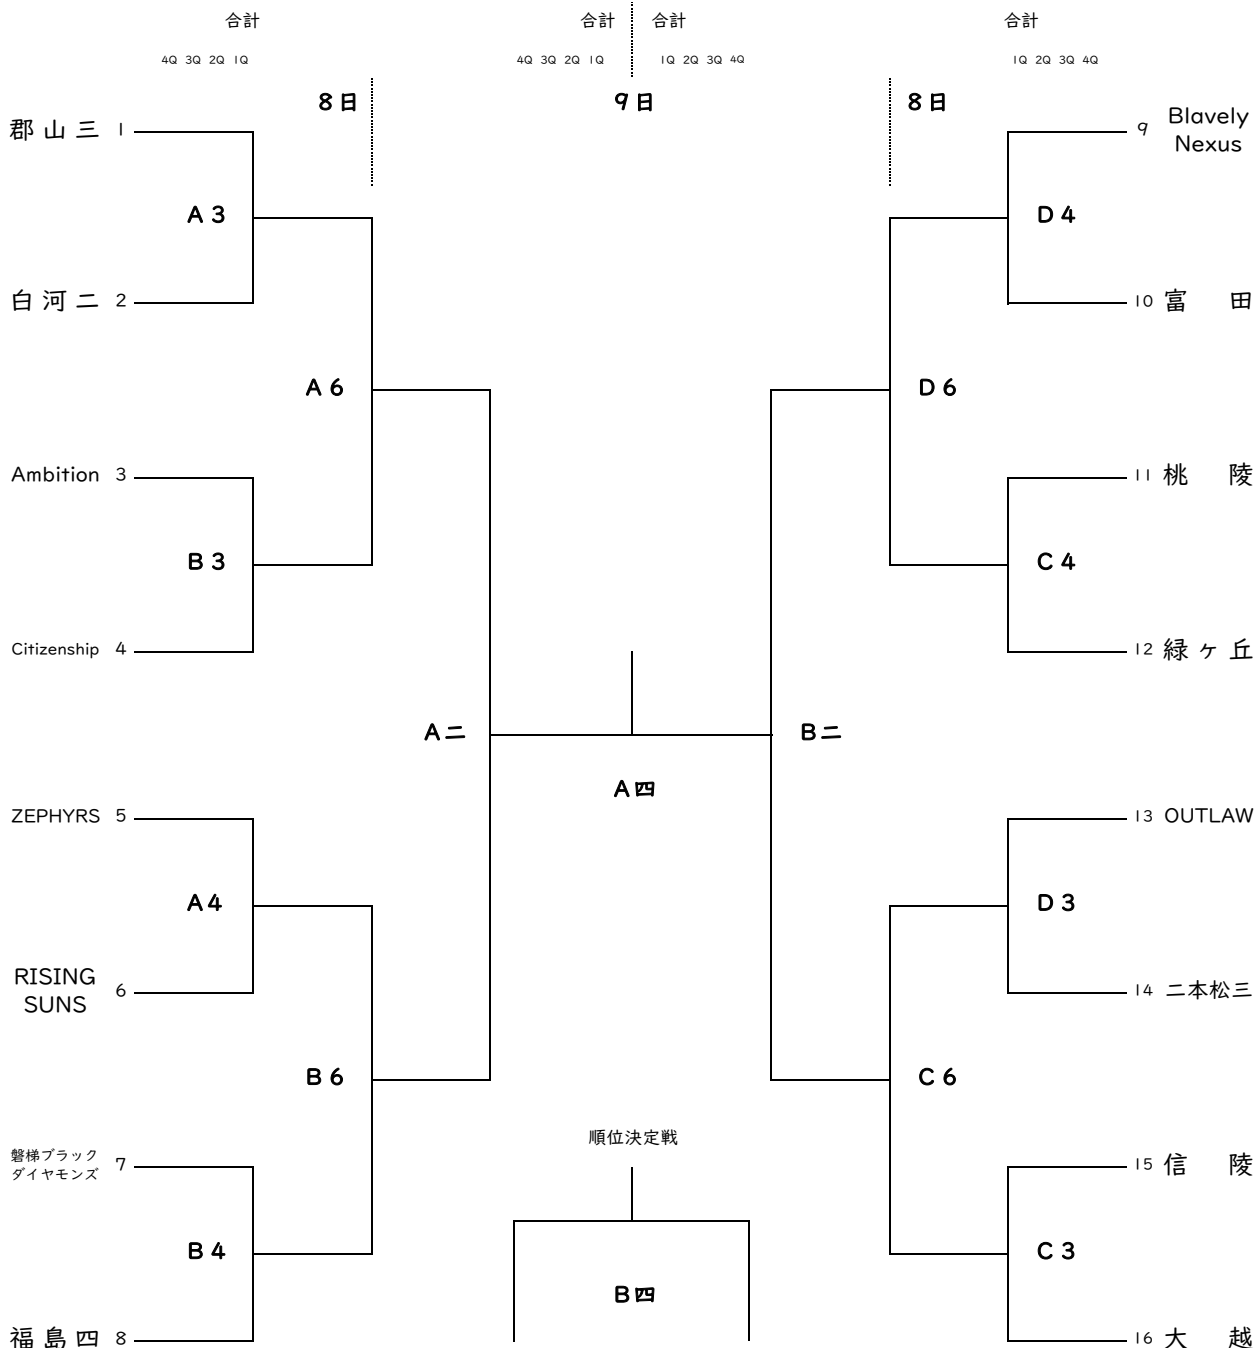 合計 合計 合計 合計
4Q 3Q 2Q 1Q 4Q 3Q 2Q 1Q 1Q 2Q 3Q 4Q 1Q 2Q 3Q 4Q
8日 9日 8日
郡山三 1
9 Blavely
Nexus
A3 D4
白河二 2
10 富田
A6 D6
Ambition 3
11 桃陵
B3 C4
Citizenship 4
12 緑ヶ丘
A二 B二
A四
ZEPHYRS 5
13 OUTLAW
A4 D3
RISING
SUNS 6
14 二本松三
B6 C6
順位決定戦
磐梯ブラック
ダイヤモンズ 7
15 信陵
B4 C3
B四
福島四 8
16 大越